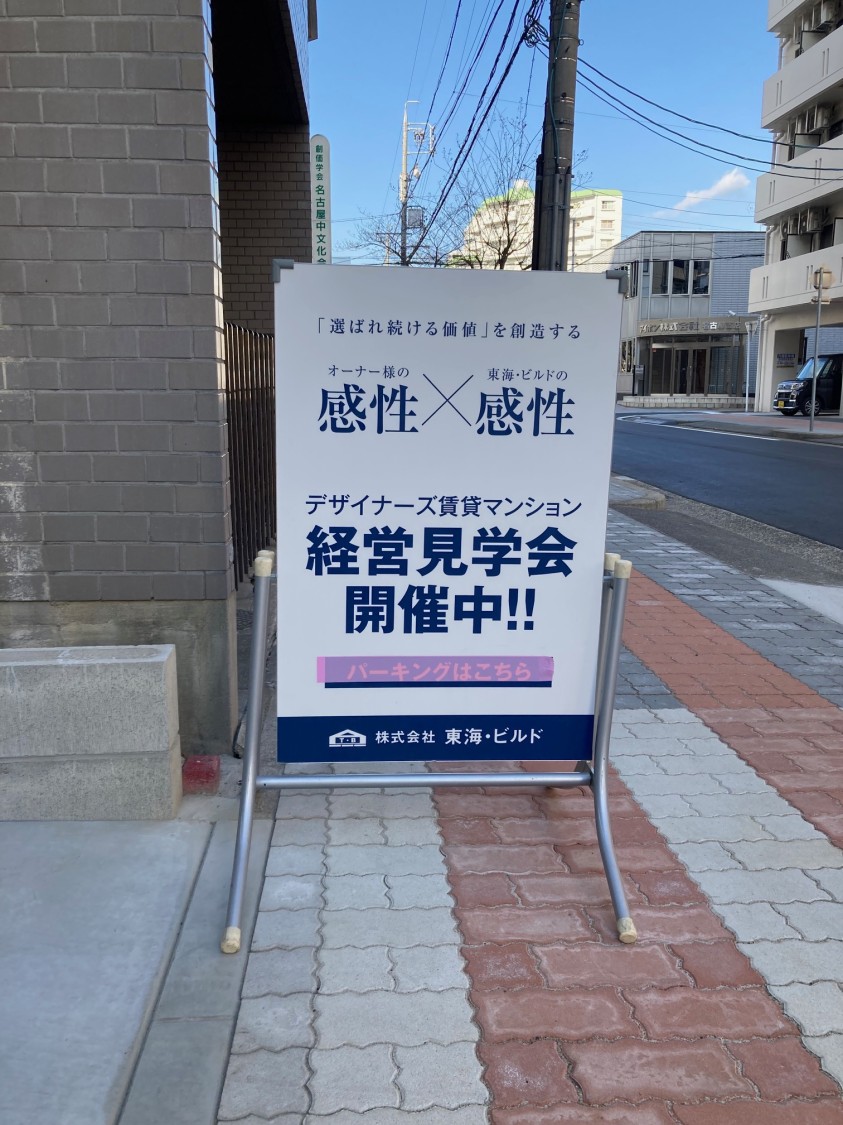 創価学会 名古屋中文化会
「選ばれ続ける価値」を創造する
オーナー様の
感性
×
東海・ビルドの
感性
デザイナーズ賃貸マンション
経営見学会
開催中!!
パーキングはこちら
T・B 株式会社 東海・ビルド